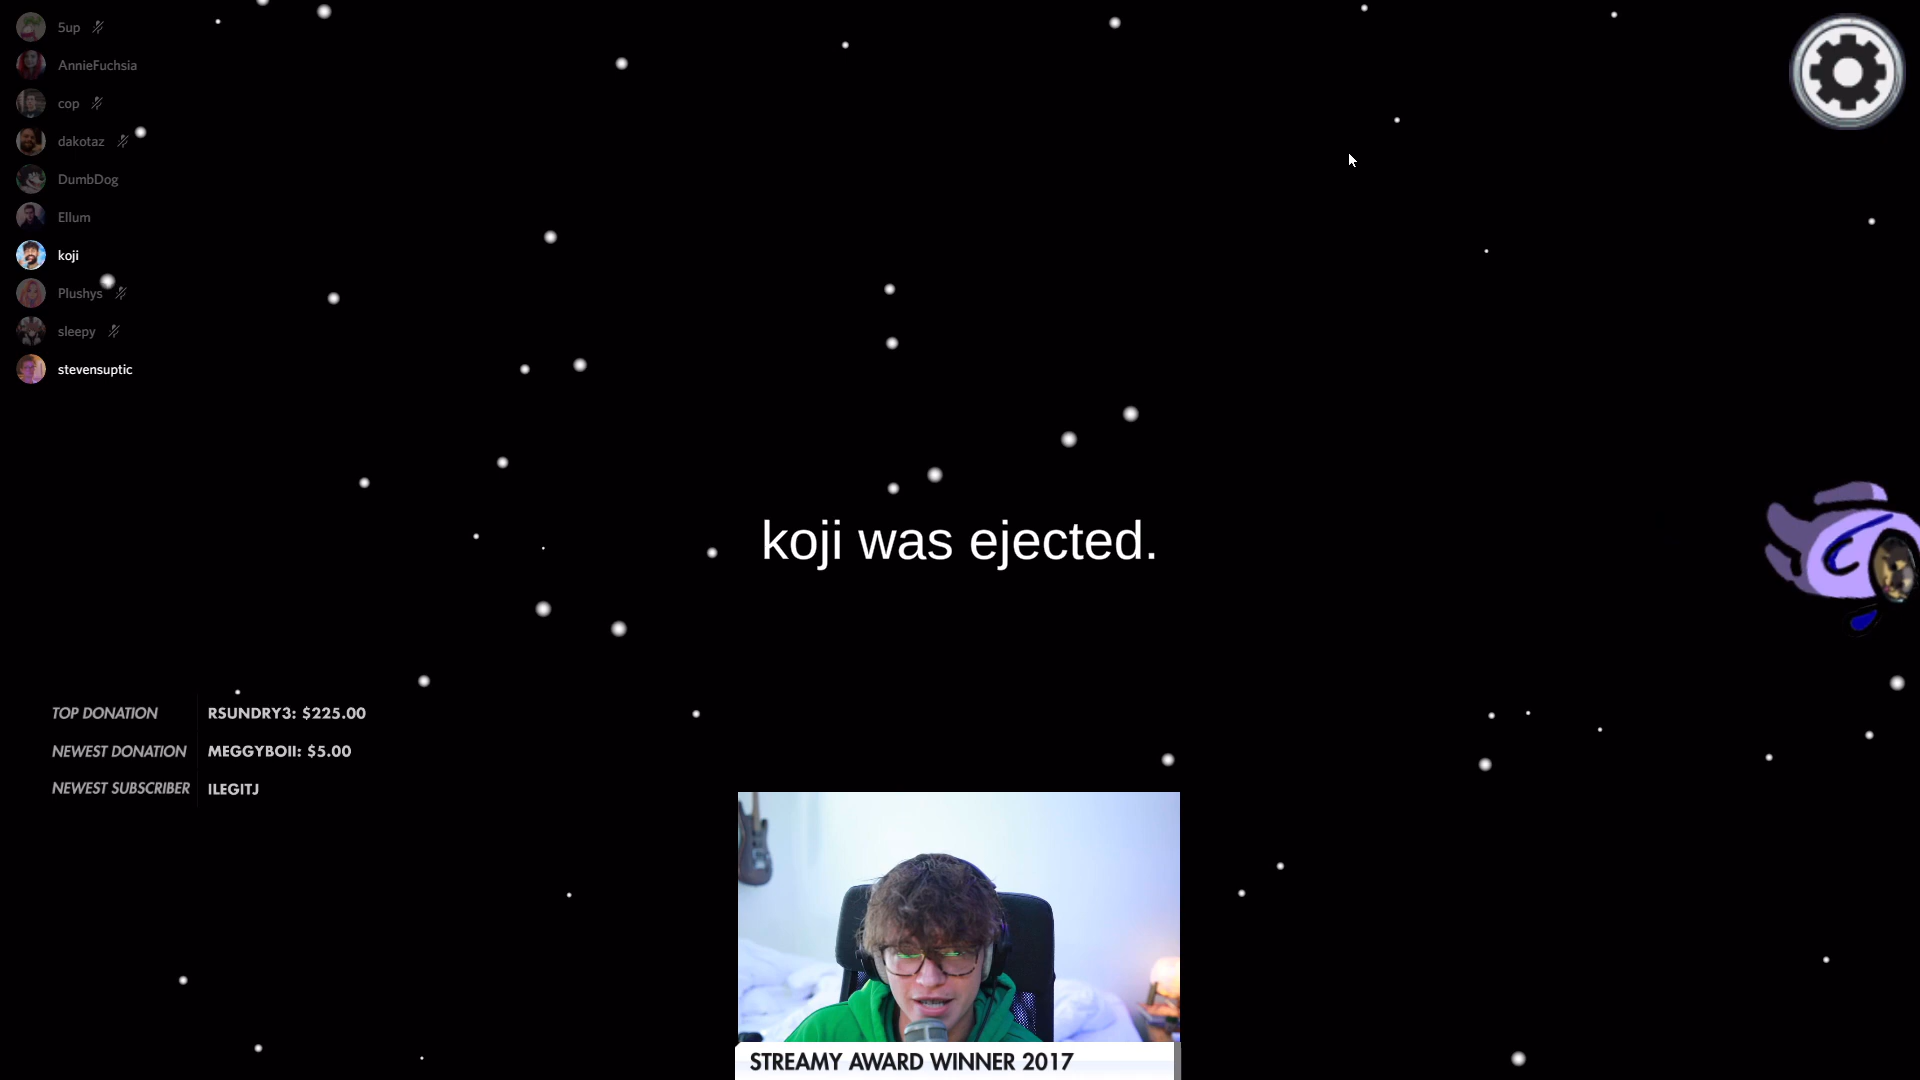 5up
AnnieFuchsia
cop
dakotaz
DumbDog
Ellum
koji
Plushys
sleepy
stevensuptic
koji was ejected.
TOP DONATION RSUNDRY3: $225.00
NEWEST DONATION MEGGYBOII: $5.00
NEWEST SUBSCRIBER ILEGITJ
STREAMY AWARD WINNER 2017